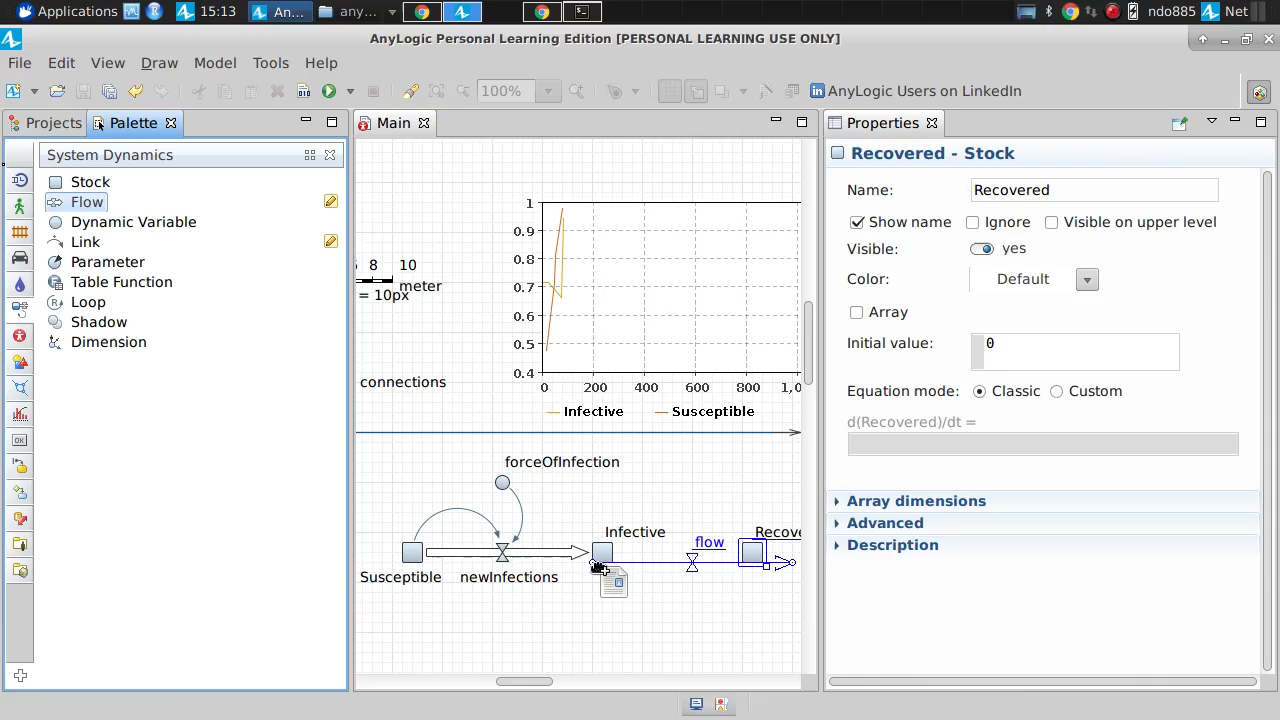 Applications 15:13 An... any... ndo885 Net
AnyLogic Personal Learning Edition [PERSONAL LEARNING USE ONLY]
File Edit View Draw Model Tools Help
100% AnyLogic Users on LinkedIn
Projects Palette
System Dynamics
Stock
Flow
Dynamic Variable
Link
Parameter
Table Function
Loop
Shadow
Dimension
Main
1
0.9
0.8
0.7
0.6
0.5
0.4
0 200 400 600 800 1,0
Infective Susceptible
8 10
meter
= 10px
connections
forceOfInfection
Infective
flow
Recove
Susceptible newInfections
Properties
Recovered - Stock
Name: Recovered
Show name Ignore Visible on upper level
Visible: yes
Color: Default
Array
Initial value: 0
Equation mode: Classic Custom
d(Recovered)/dt =
Array dimensions
Advanced
Description